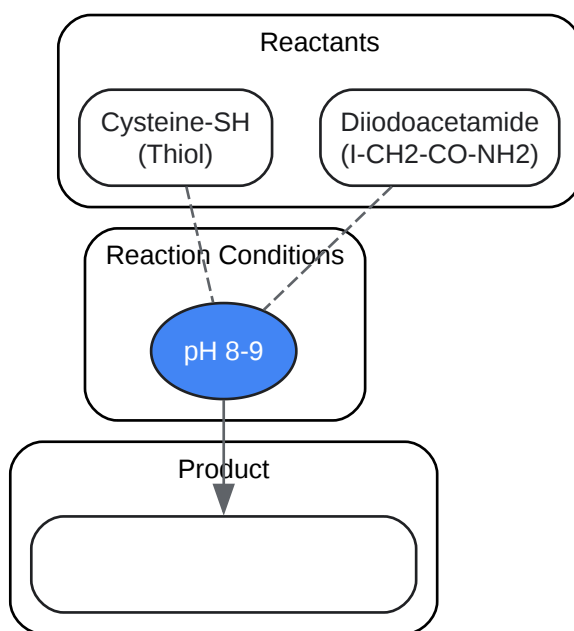 Reactants
Cysteine-SH
(Thiol)
Diiodoacetamide
(I-CH2-CO-NH2)
Reaction Conditions
pH 8-9
Product